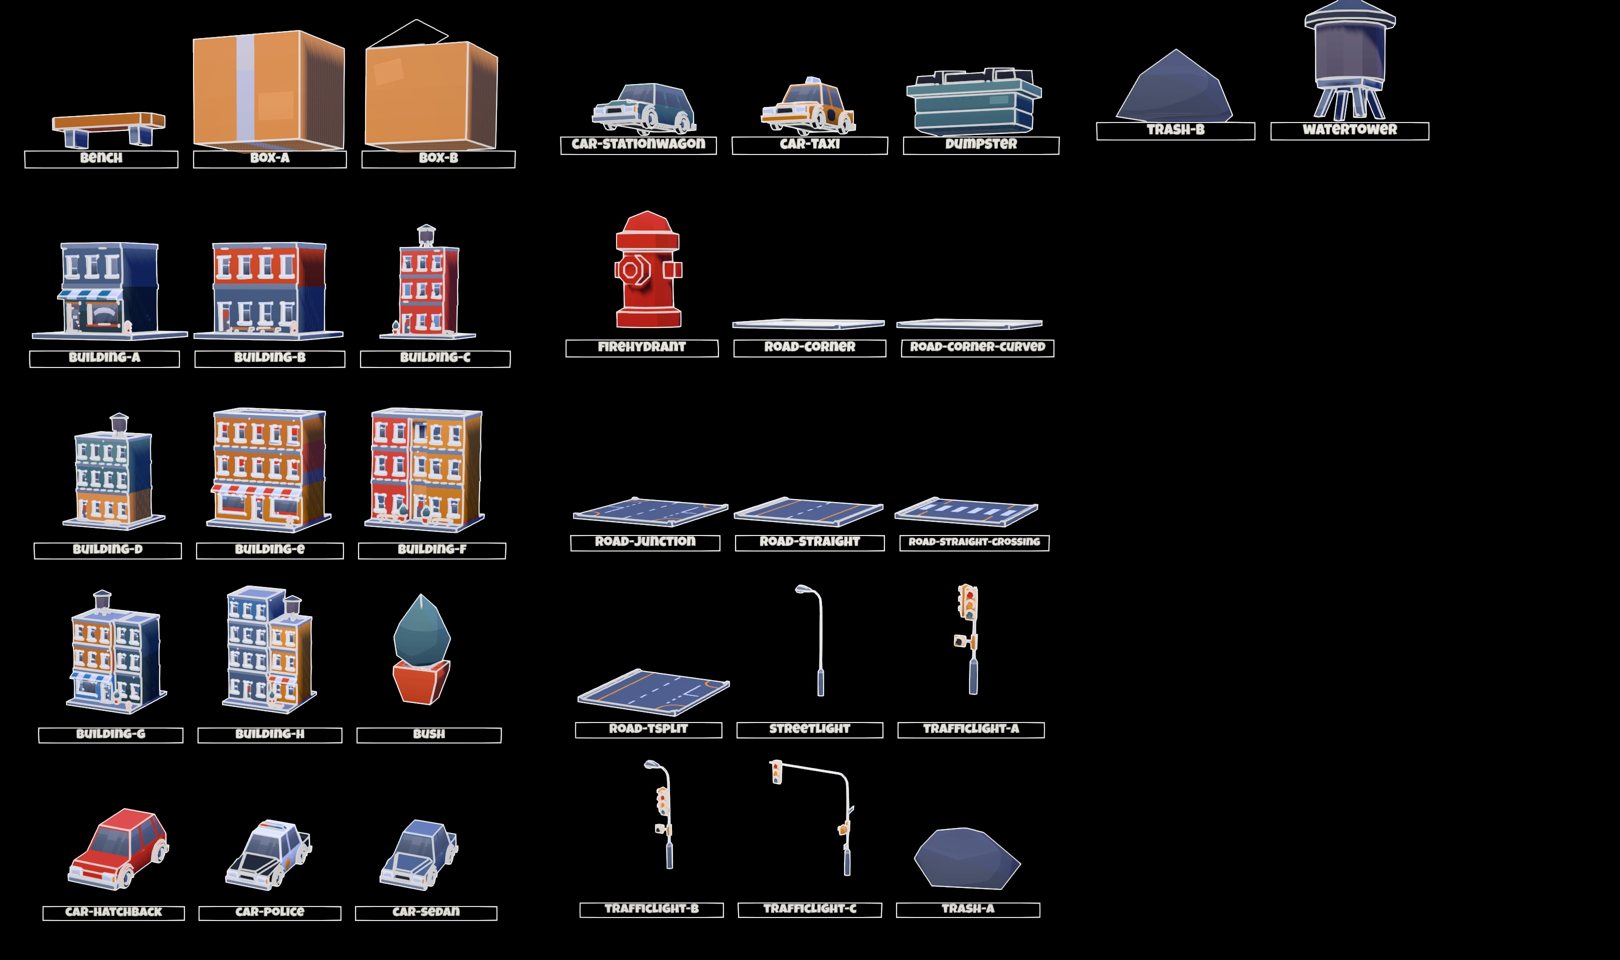 BENCH
BOX-A
BOX-B
CAR-STATIONWAGON
CAR-TAXI
DUMPSTER
TRASH-B
WATERTOWER
BUILDING-A
BUILDING-B
BUILDING-C
FIREHYDRANT
ROAD-CORNER
ROAD-CORNER-CURVED
BUILDING-D
BUILDING-E
BUILDING-F
ROAD-JUNCTION
ROAD-STRAIGHT
ROAD-STRAIGHT-CROSSING
BUILDING-G
BUILDING-H
BUSH
ROAD-TSPLIT
STREETLIGHT
TRAFFICLIGHT-A
CAR-HATCHBACK
CAR-POLICE
CAR-SEDAN
TRAFFICLIGHT-B
TRAFFICLIGHT-C
TRASH-A